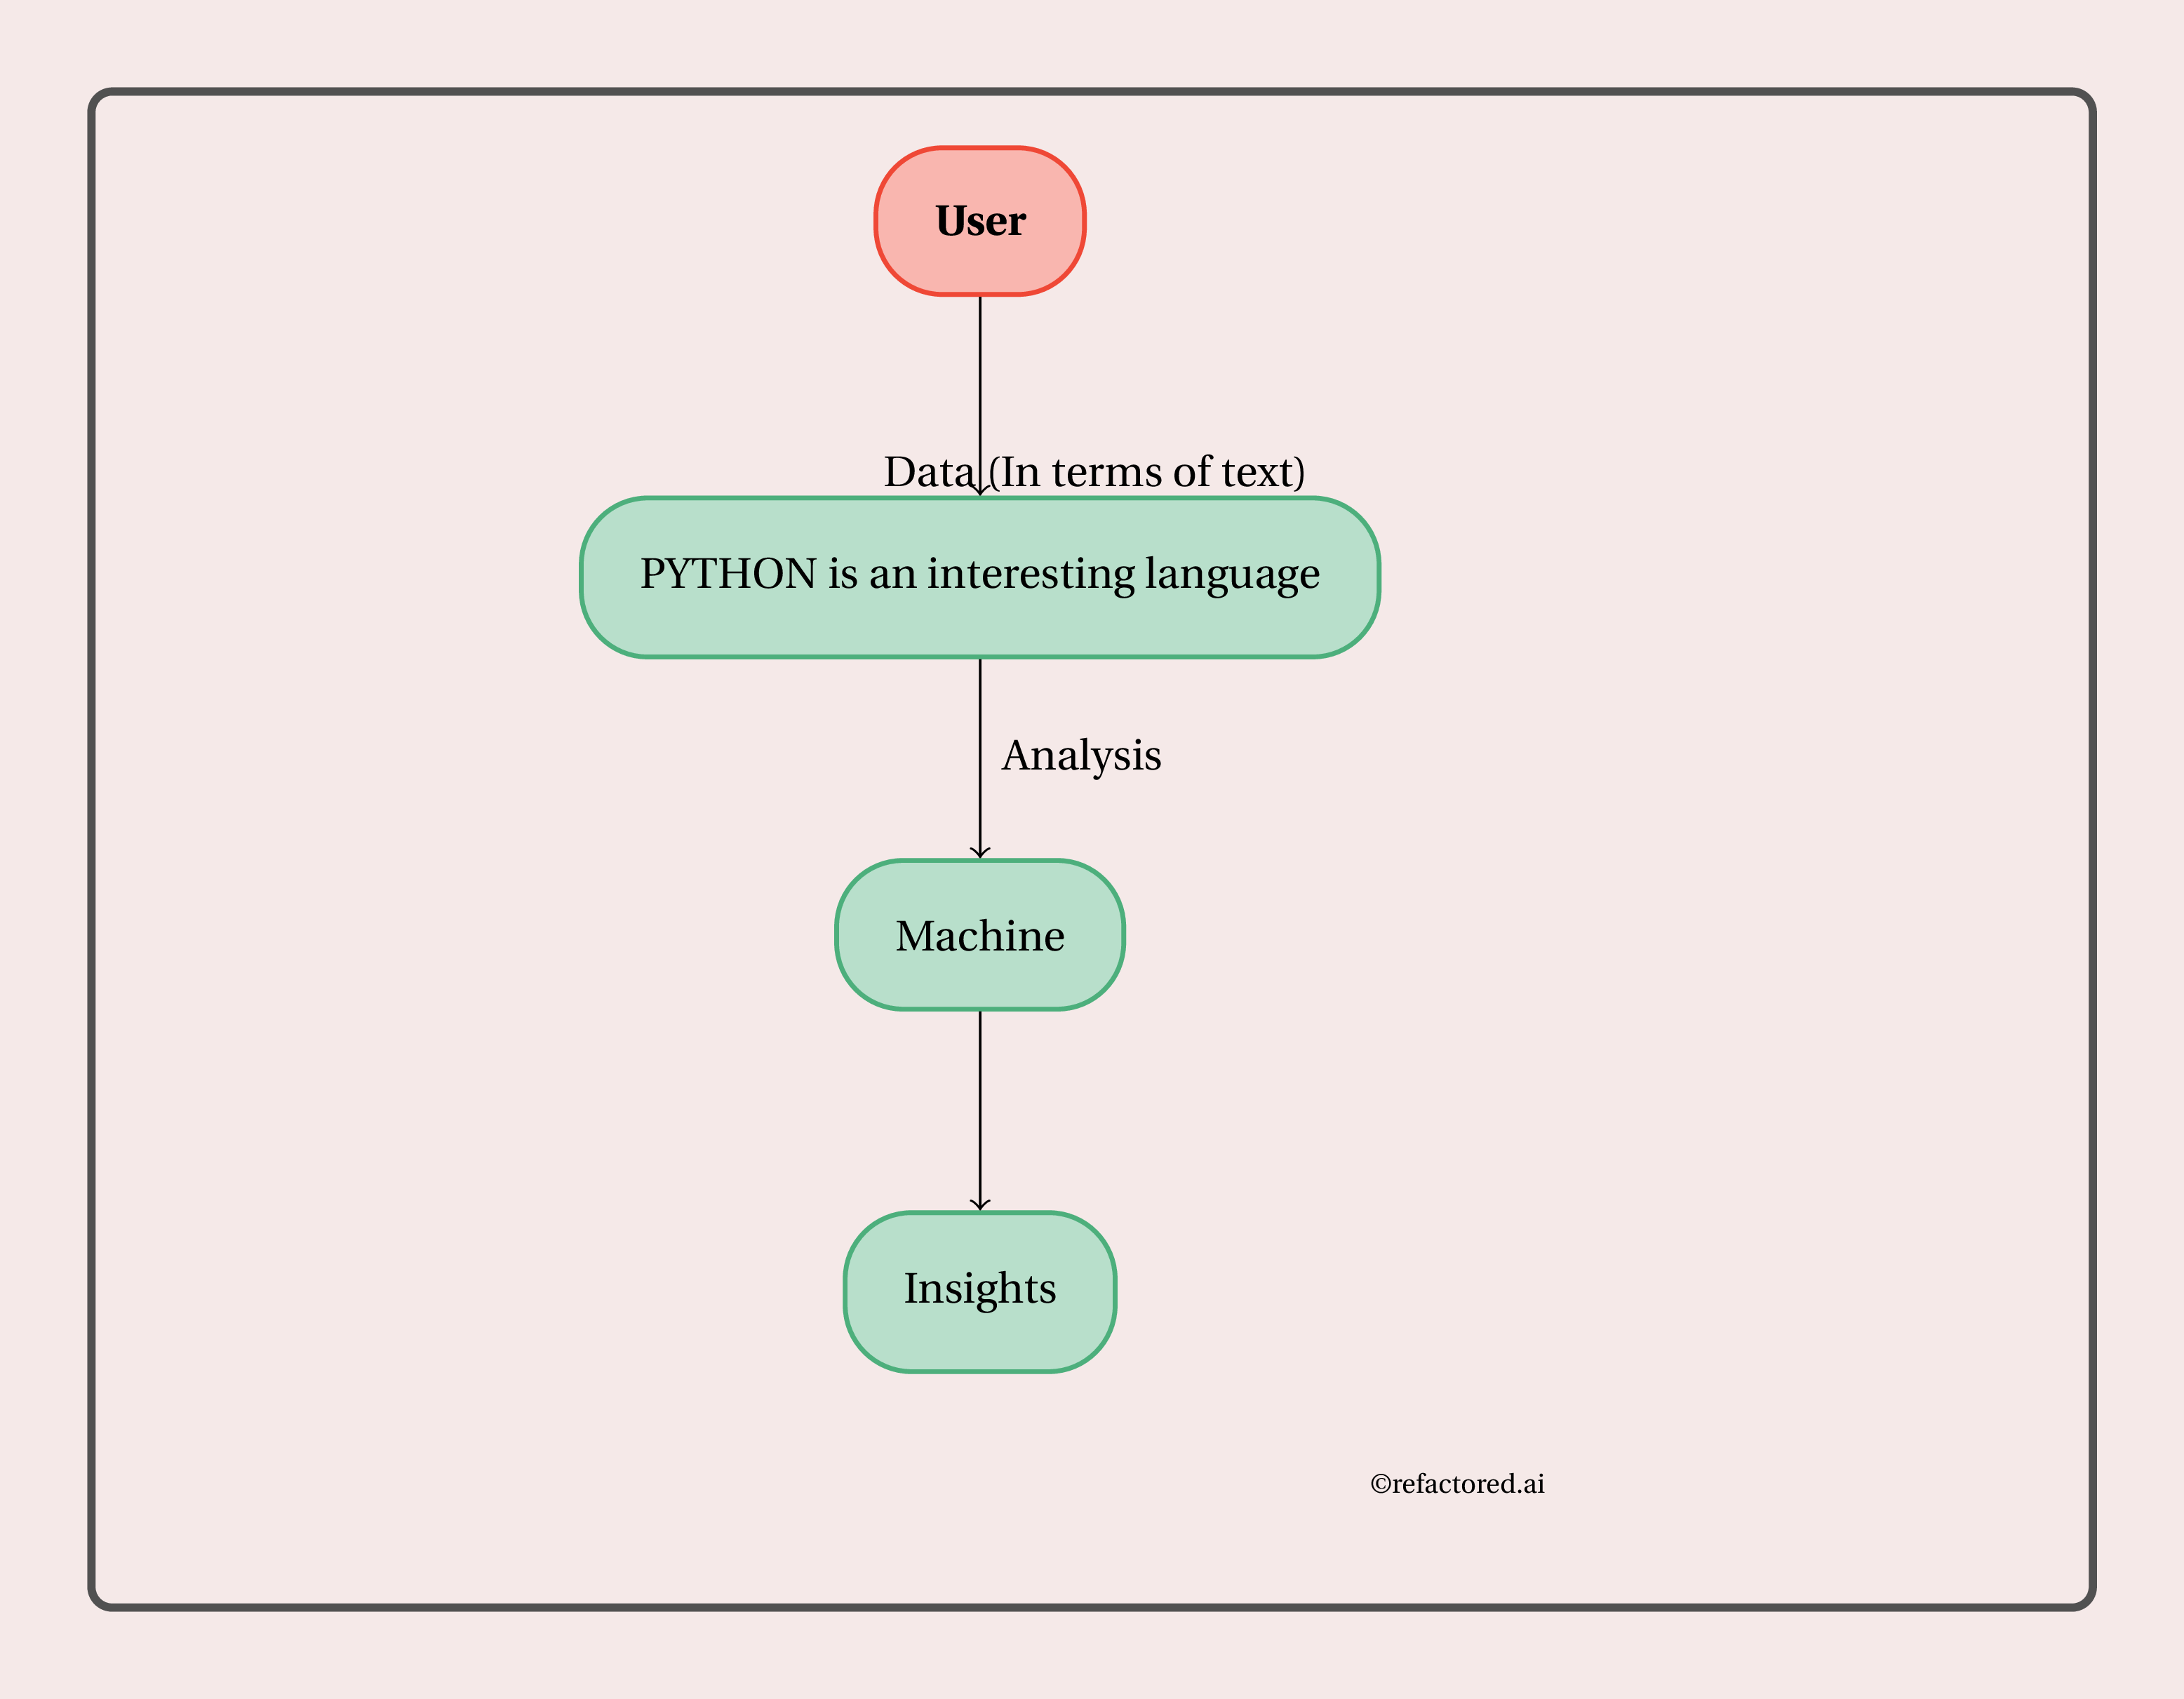 User
Data (In terms of text)
PYTHON is an interesting language
Analysis
Machine
Insights
©refactored.ai